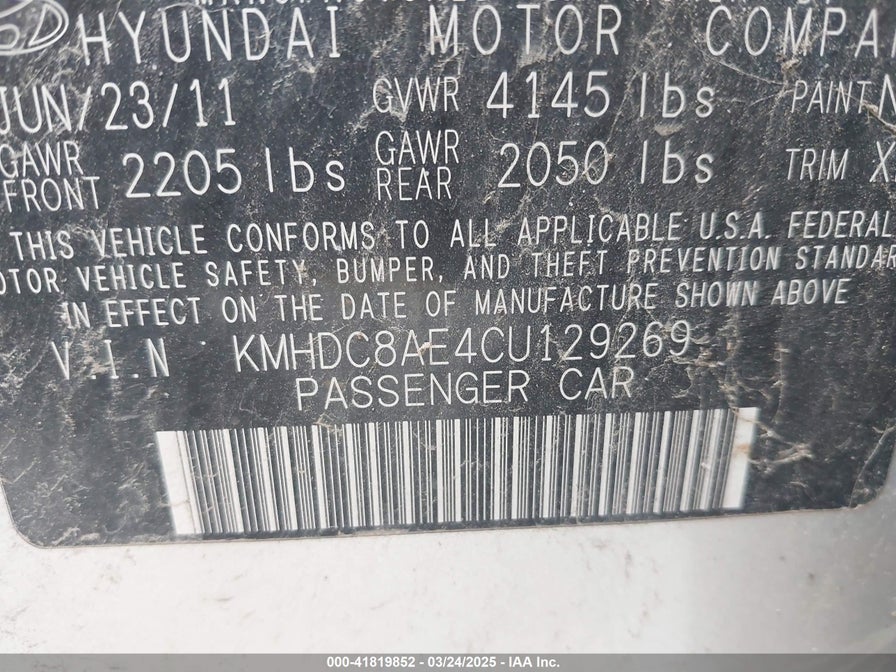 HYUNDAI MOTOR COMPA
JUN/23/11 GVWR 4145 lbs PAINT N
GAWR FRONT 2205 lbs GAWR REAR 2050 lbs TRIM X
THIS VEHICLE CONFORMS TO ALL APPLICABLE U.S.A. FEDERAL
OTOR VEHICLE SAFETY, BUMPER, AND THEFT PREVENTION STANDAR
IN EFFECT ON THE DATE OF MANUFACTURE SHOWN ABOVE
V.I.N : KMHDC8AE4CU129269
PASSENGER CAR
000-41819852 — 03/24/2025 — IAA Inc.